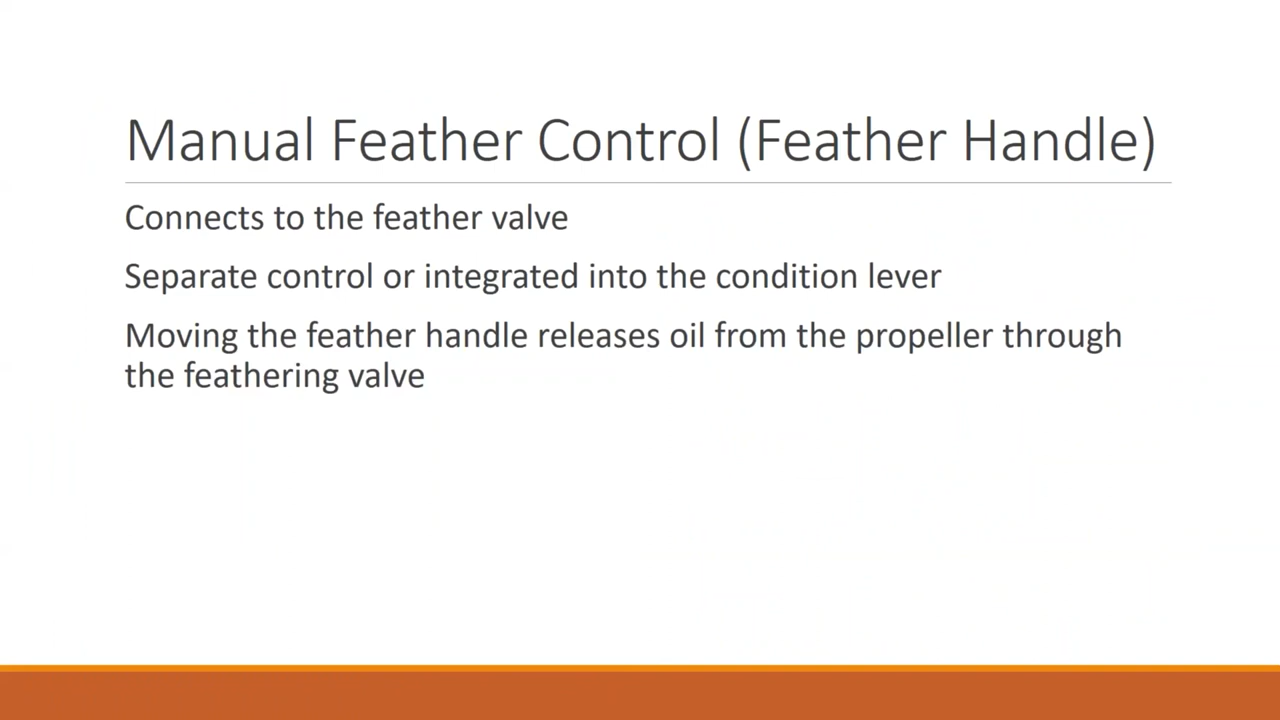 Manual Feather Control (Feather Handle)
Connects to the feather valve
Separate control or integrated into the condition lever
Moving the feather handle releases oil from the propeller through
the feathering valve